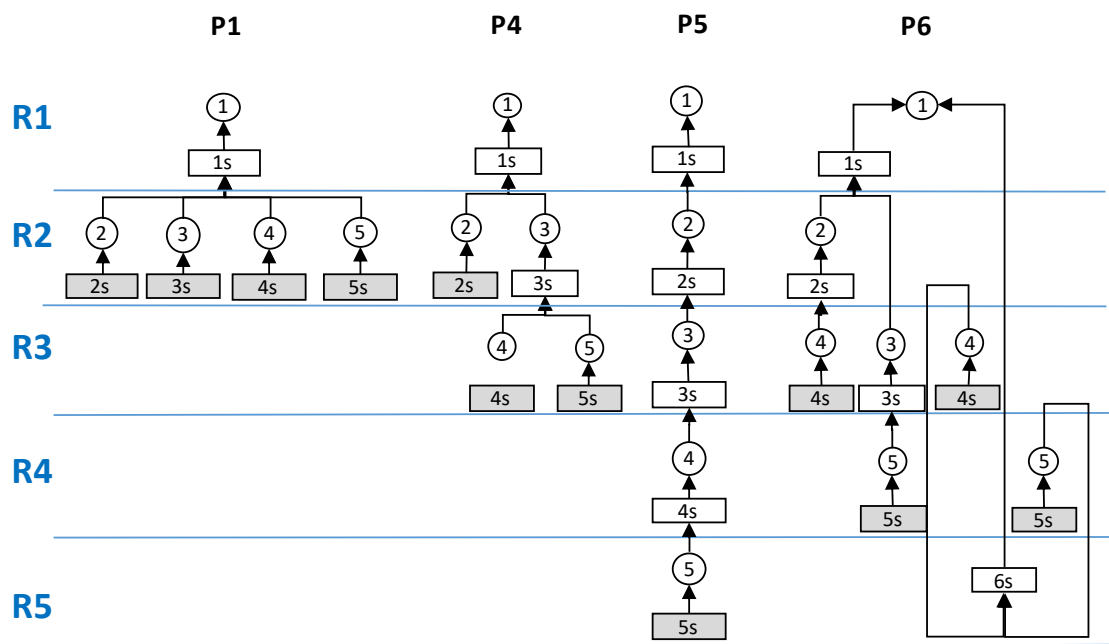 P1 P4 P5 P6
R1
1 1 1 1
1s 1s 1s 1s
R2
2 3 4 5 2 3 2 2
2s 3s 4s 5s 2s 3s 2s 2s
R3
4 5 3 4 3 4
4s 5s 3s 4s 3s 4s
R4
4 5 5
4s 5s 5s
R5
5 6s
5s